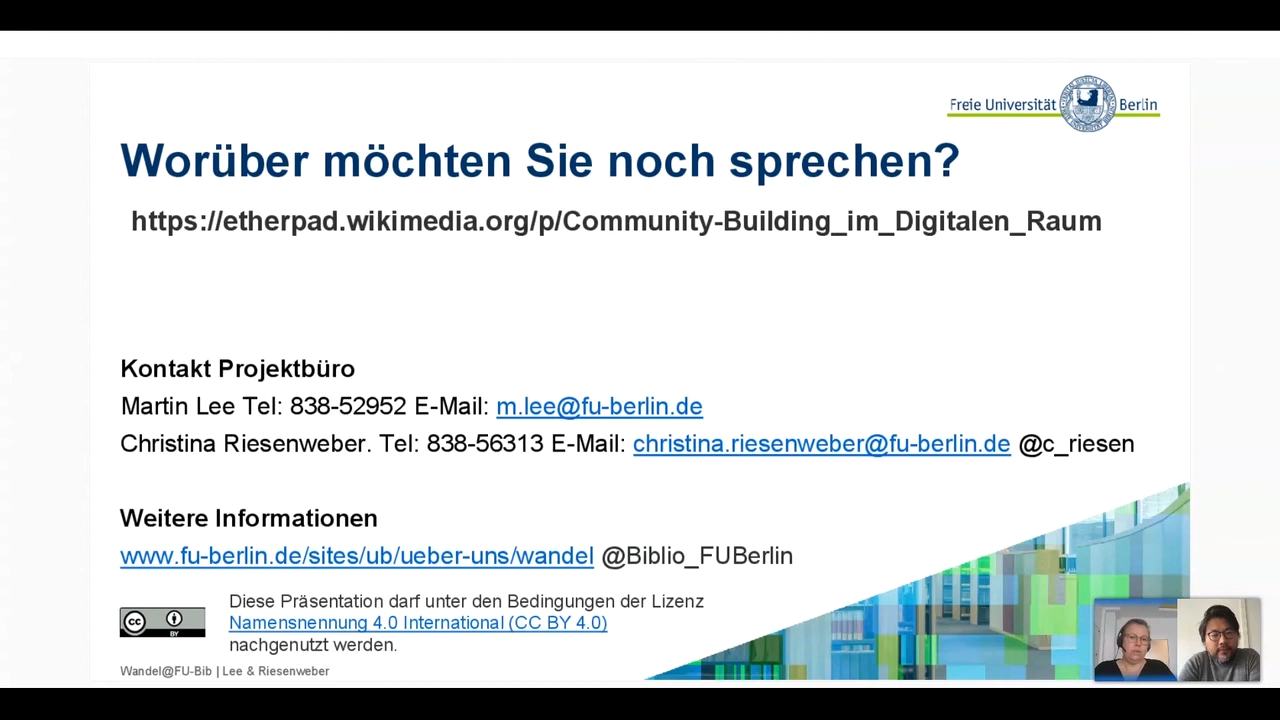 Freie Universität Berlin
Worüber möchten Sie noch sprechen?
https://etherpad.wikimedia.org/p/Community-Building_im_Digitalen_Raum
Kontakt Projektbüro
Martin Lee Tel: 838-52952 E-Mail: m.lee@fu-berlin.de
Christina Riesenweber. Tel: 838-56313 E-Mail: christina.riesenweber@fu-berlin.de @c_riesen
Weitere Informationen
www.fu-berlin.de/sites/ub/ueber-uns/wandel @Biblio_FUBerlin
Diese Präsentation darf unter den Bedingungen der Lizenz
Namensnennung 4.0 International (CC BY 4.0)
nachgenutzt werden.
cc BY
Wandel@FU-Bib | Lee & Riesenweber